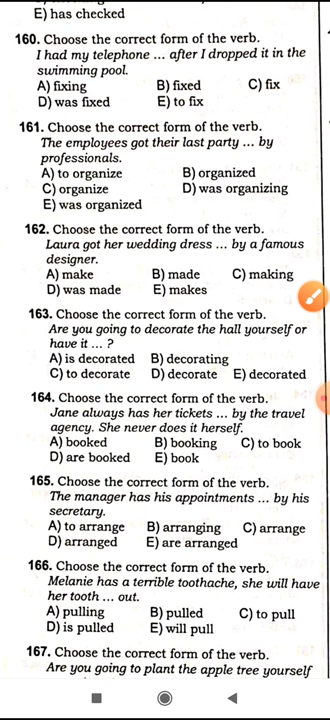 E) has checked
160. Choose the correct form of the verb.
I had my telephone ... after I dropped it in the
swimming pool.
A) fixing B) fixed C) fix
D) was fixed E) to fix
161. Choose the correct form of the verb.
The employees got their last party ... by
professionals.
A) to organize B) organized
C) organize D) was organizing
E) was organized
162. Choose the correct form of the verb.
Laura got her wedding dress ... by a famous
designer.
A) make B) made C) making
D) was made E) makes
163. Choose the correct form of the verb.
Are you going to decorate the hall yourself or
have it ... ?
A) is decorated B) decorating
C) to decorate D) decorate E) decorated
164. Choose the correct form of the verb.
Jane always has her tickets ... by the travel
agency. She never does it herself.
A) booked B) booking C) to book
D) are booked E) book
165. Choose the correct form of the verb.
The manager has his appointments ... by his
secretary.
A) to arrange B) arranging C) arrange
D) arranged E) are arranged
166. Choose the correct form of the verb.
Melanie has a terrible toothache, she will have
her tooth ... out.
A) pulling B) pulled C) to pull
D) is pulled E) will pull
167. Choose the correct form of the verb.
Are you going to plant the apple tree yourself